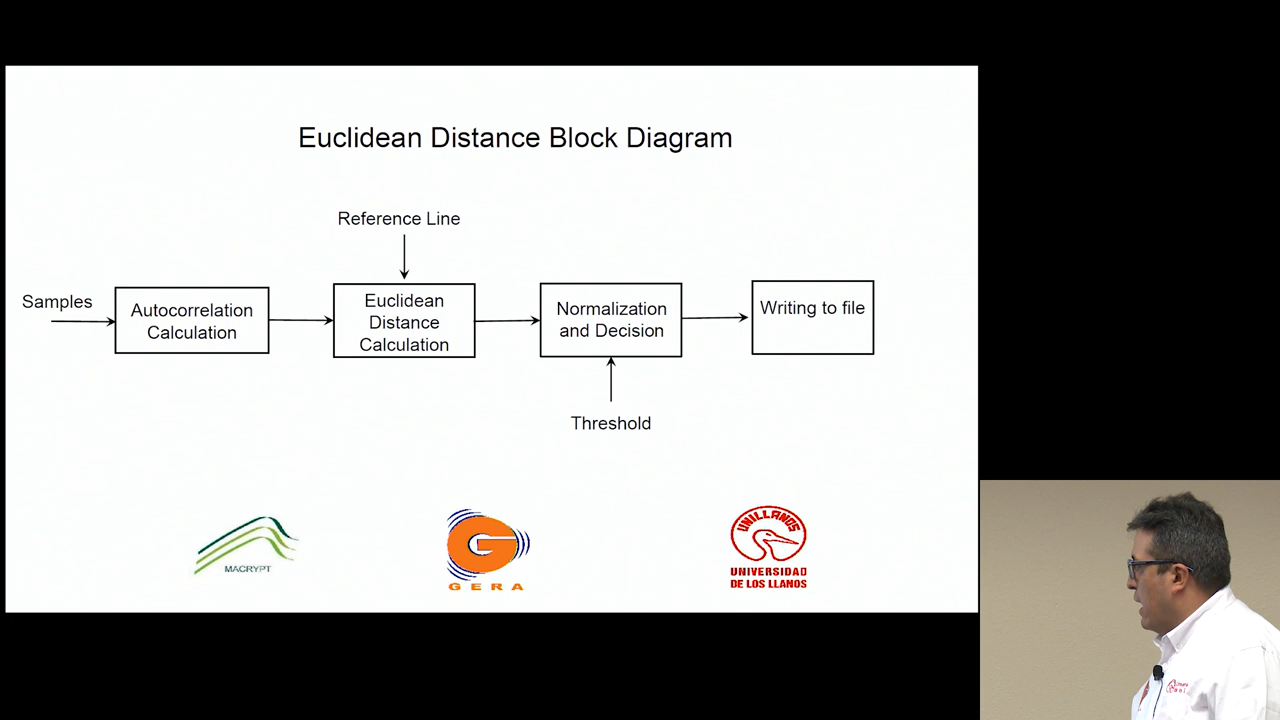 Euclidean Distance Block Diagram
Reference Line
Samples
Autocorrelation
Calculation
Euclidean
Distance
Calculation
Normalization
and Decision
Writing to file
Threshold
MACRYPT
GERA
UNILLANOS
UNIVERSIDAD
DE LOS LLANOS